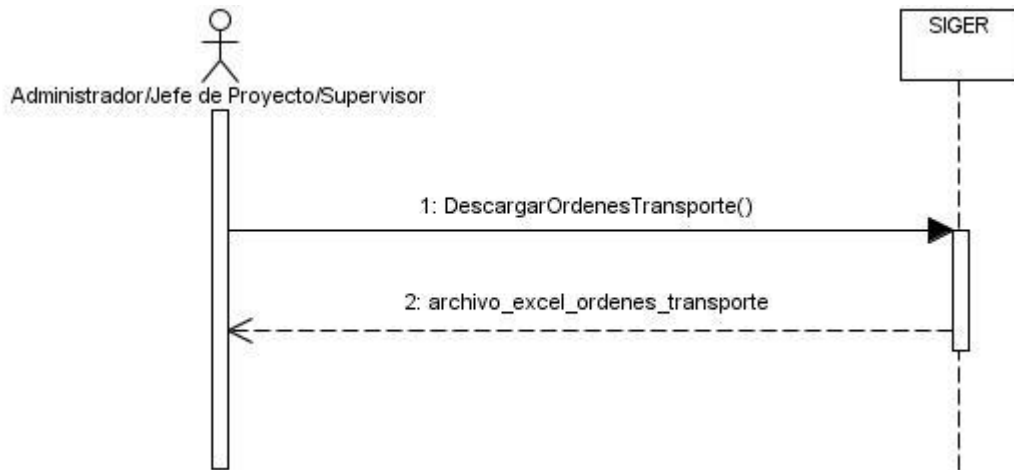 SIGER
Administrador/Jefe de Proyecto/Supervisor
1: DescargarOrdenesTransporte()
2: archivo_excel_ordenes_transporte